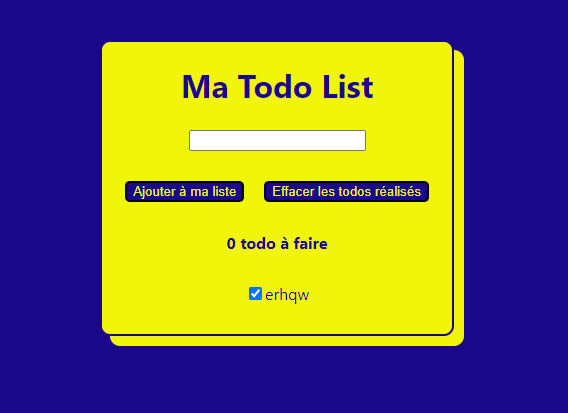 Ma Todo List
Ajouter à ma liste Effacer les todos réalisés
0 todo à faire
erhqw